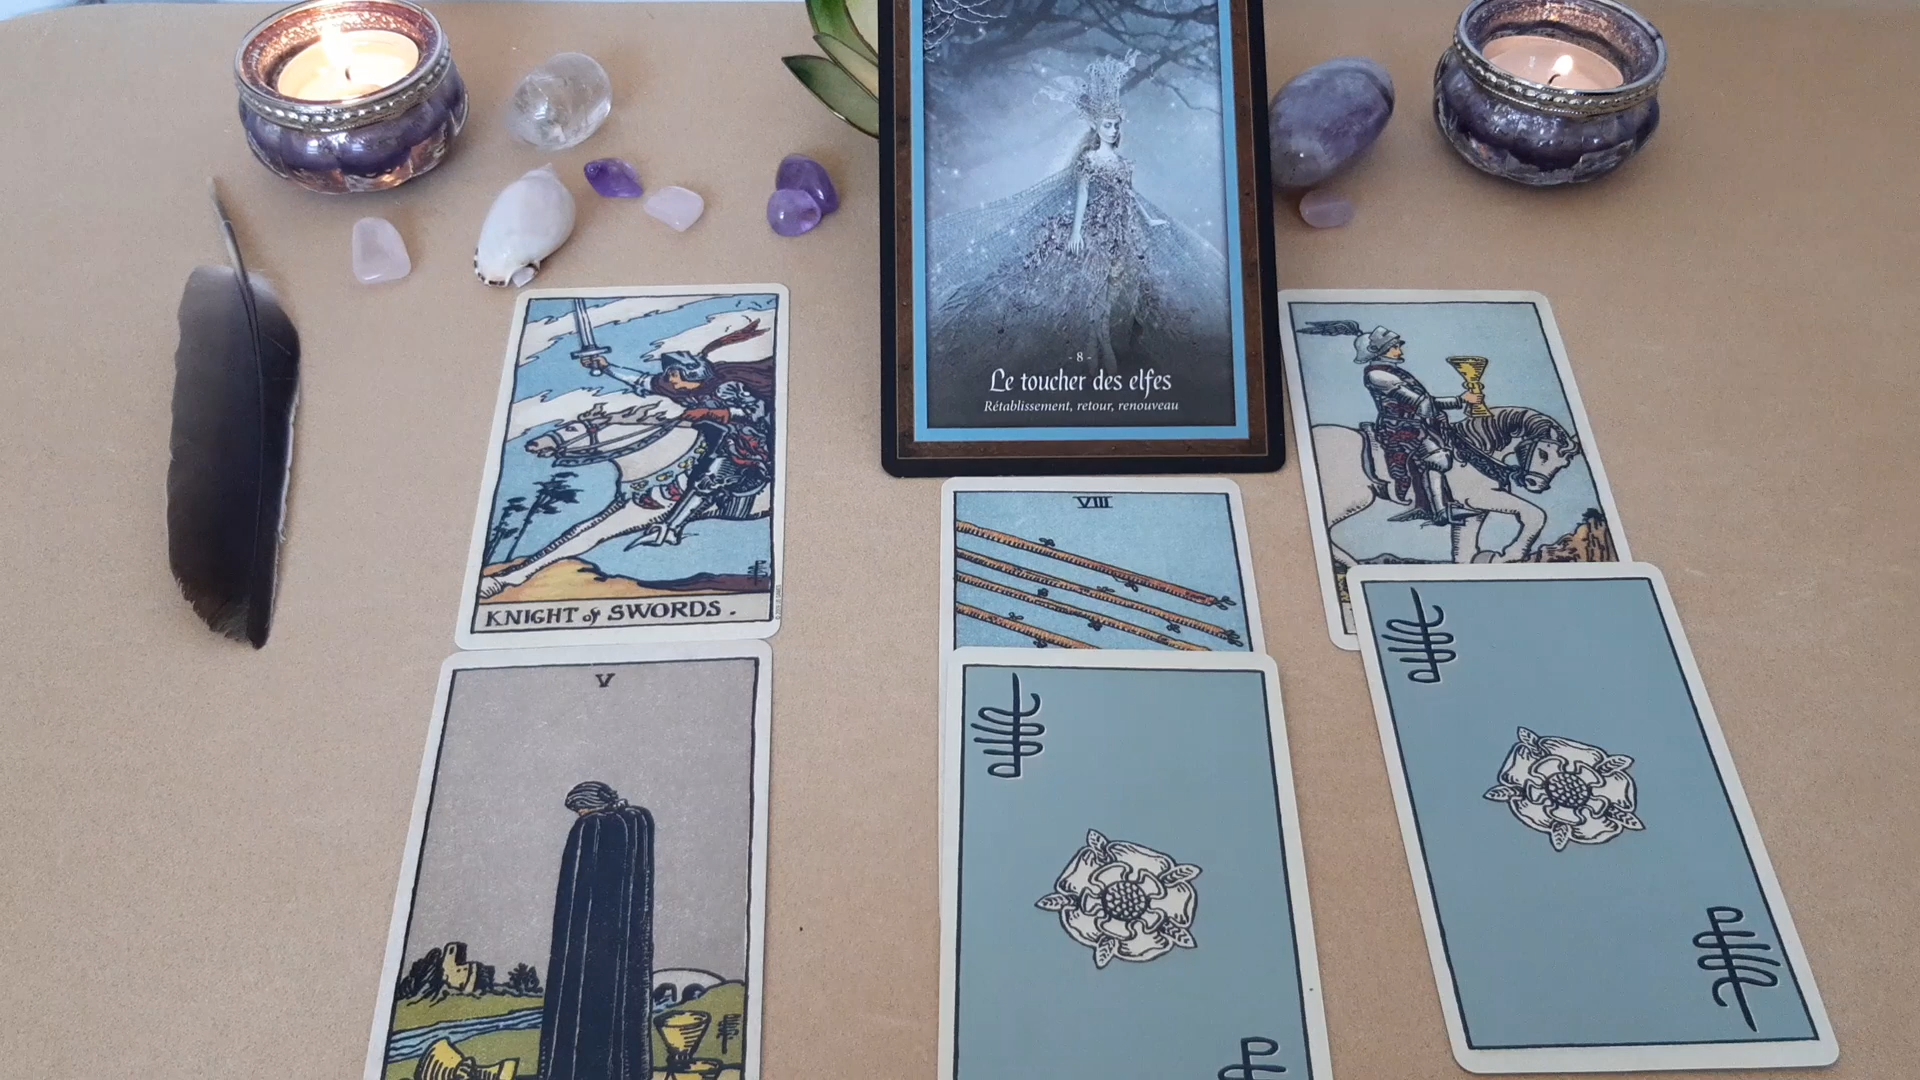 - 8 -
Le toucher des elfes
Rétablissement, retour, renouveau
VIII
KNIGHT of SWORDS.
V